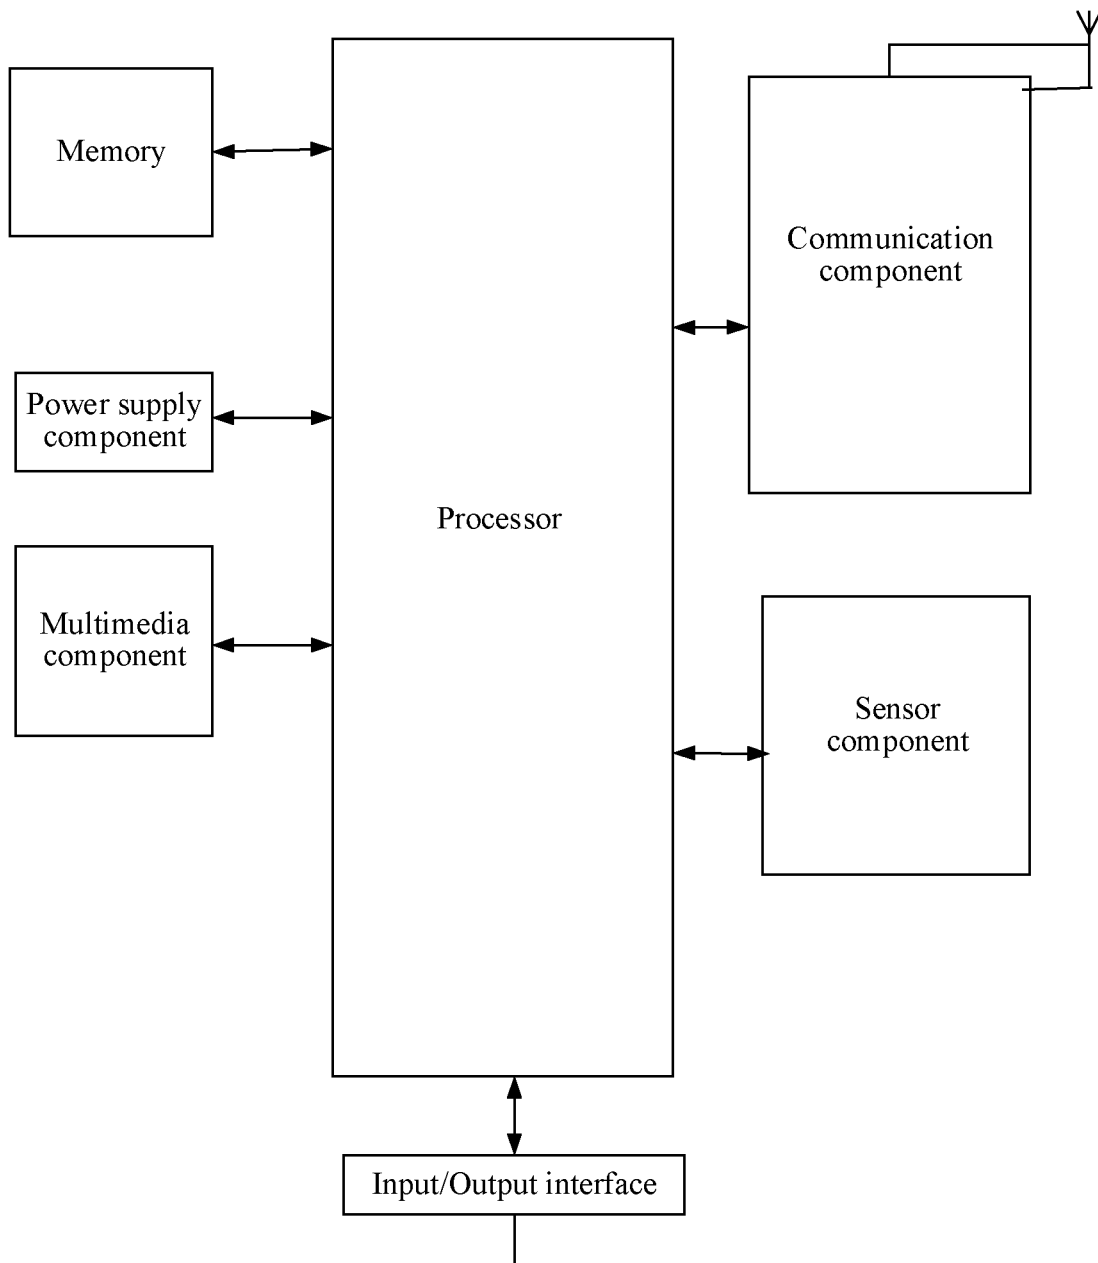 Memory
Communication
component
Power supply
component
Processor
Multimedia
component
Sensor
component
Input/Output interface